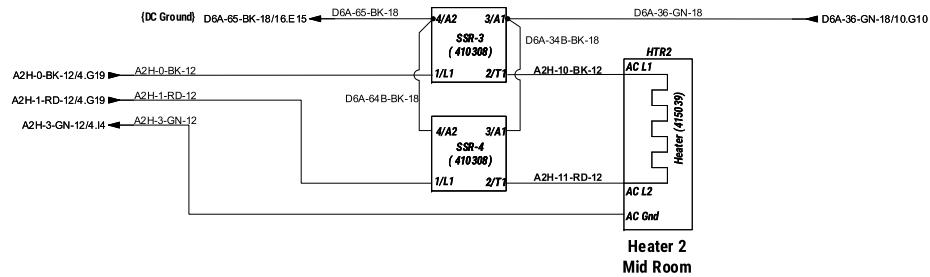 {DC Ground} D6A-65-BK-18/16.E15 D6A-65-BK-18 4/A2 3/A1 D6A-36-GN-18 D6A-36-GN-18/10.G10
SSR-3
(410308)
D6A-34B-BK-18
HTR2
A2H-0-BK-12/4.G19 A2H-0-BK-12 1/L1 2/T1 A2H-10-BK-12 AC L1
A2H-1-RD-12/4.G19 A2H-1-RD-12 D6A-64B-BK-18
A2H-3-GN-12/4.I4 A2H-3-GN-12
Heater (415039)
4/A2 3/A1
SSR-4
(410308)
1/L1 2/T1 A2H-11-RD-12 AC L2
AC Gnd
Heater 2
Mid Room